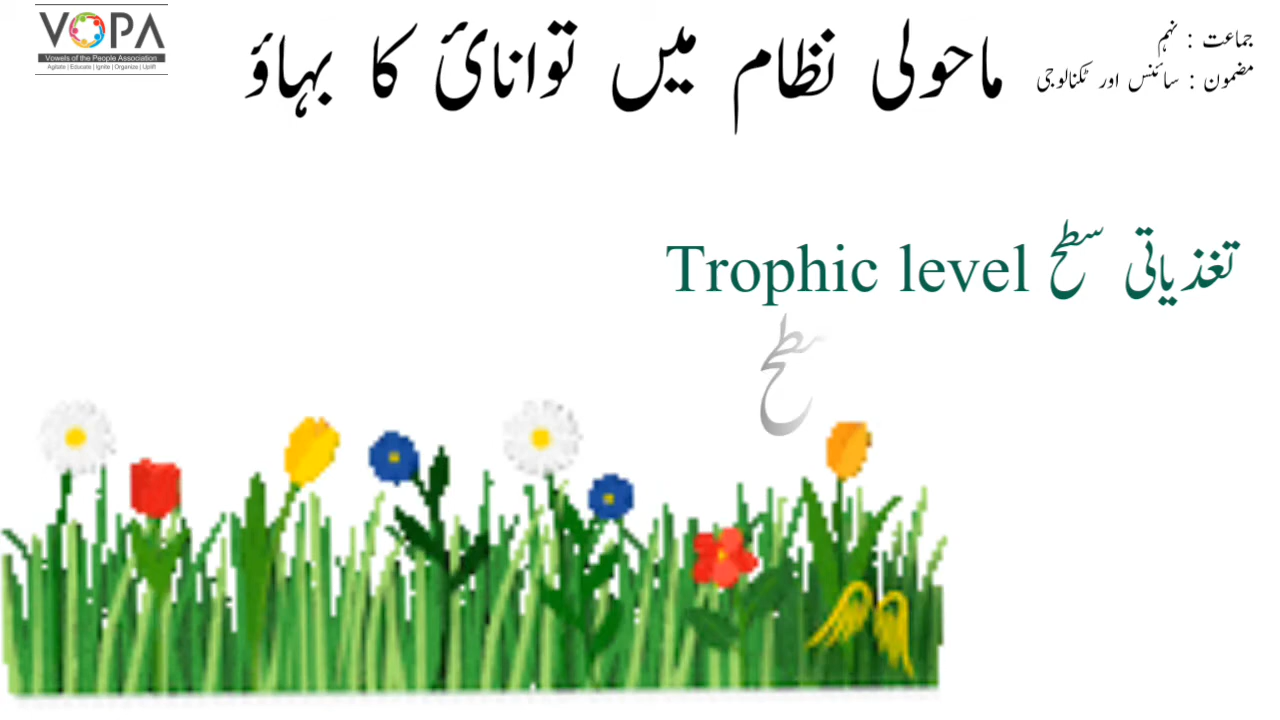 VOPA
Vowels of the People Association
Agitate | Educate | Ignite | Organize | Uplift
جماعت : نہم
مضمون : سائنس اور ٹکنالوجی
ماحولی نظام میں توانائ کا بہاؤ
تغذیاتی سطح Trophic level
سطح